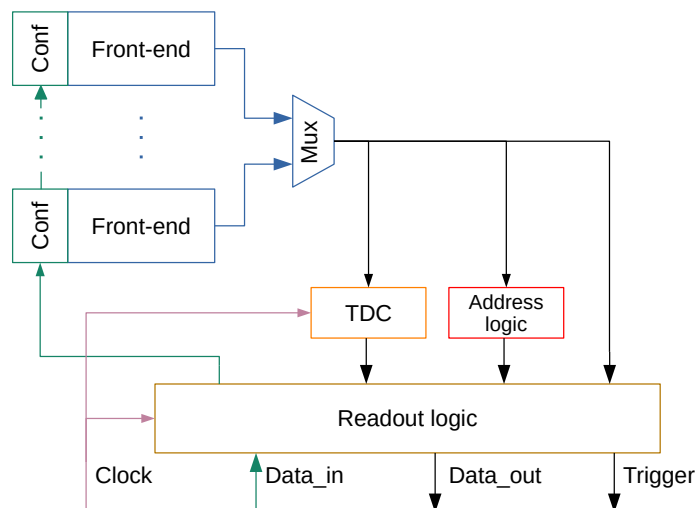 Conf
Front-end
Mux
Conf
Front-end
TDC
Address
logic
Readout logic
Clock
Data_in
Data_out
Trigger